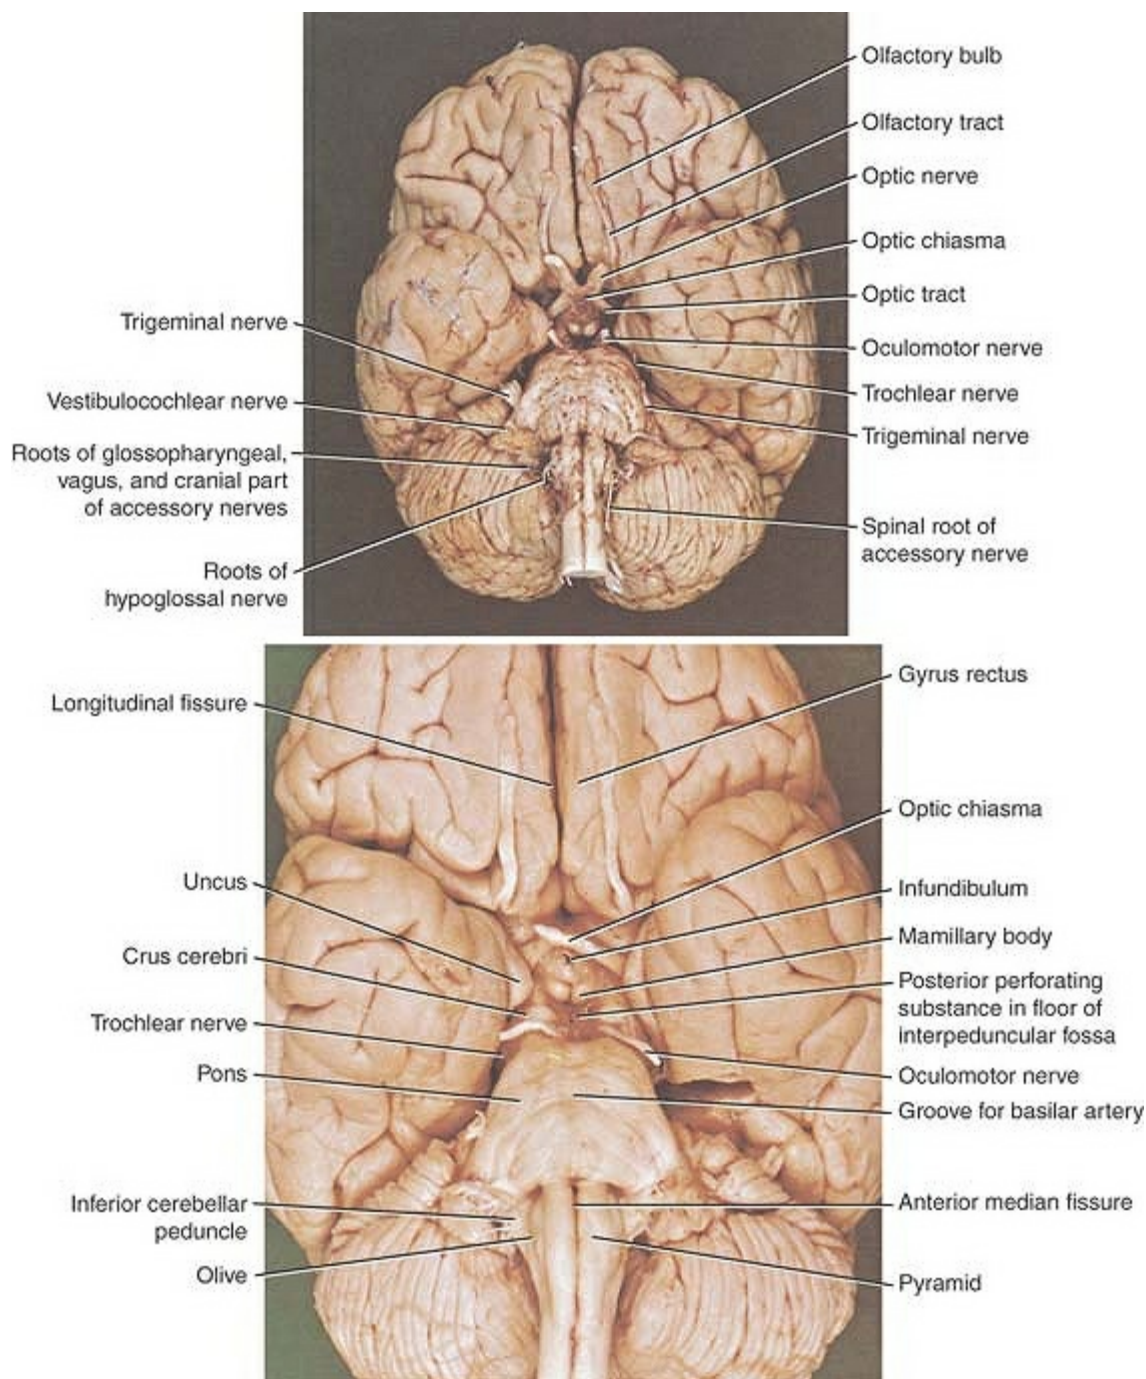 Olfactory bulb
Olfactory tract
Optic nerve
Optic chiasma
Optic tract
Oculomotor nerve
Trochlear nerve
Trigeminal nerve
Spinal root of
accessory nerve
Trigeminal nerve
Vestibulocochlear nerve
Roots of glossopharyngeal,
vagus, and cranial part
of accessory nerves
Roots of
hypoglossal nerve
Longitudinal fissure
Uncus
Crus cerebri
Trochlear nerve
Pons
Inferior cerebellar
peduncle
Olive
Gyrus rectus
Optic chiasma
Infundibulum
Mamillary body
Posterior perforating
substance in floor of
interpeduncular fossa
Oculomotor nerve
Groove for basilar artery
Anterior median fissure
Pyramid